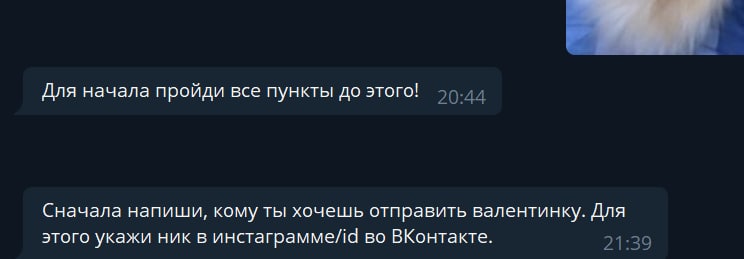 Для начала пройди все пункты до этого! 20:44
Сначала напиши, кому ты хочешь отправить валентинку. Для
этого укажи ник в инстаграмме/id во ВКонтакте. 21:39